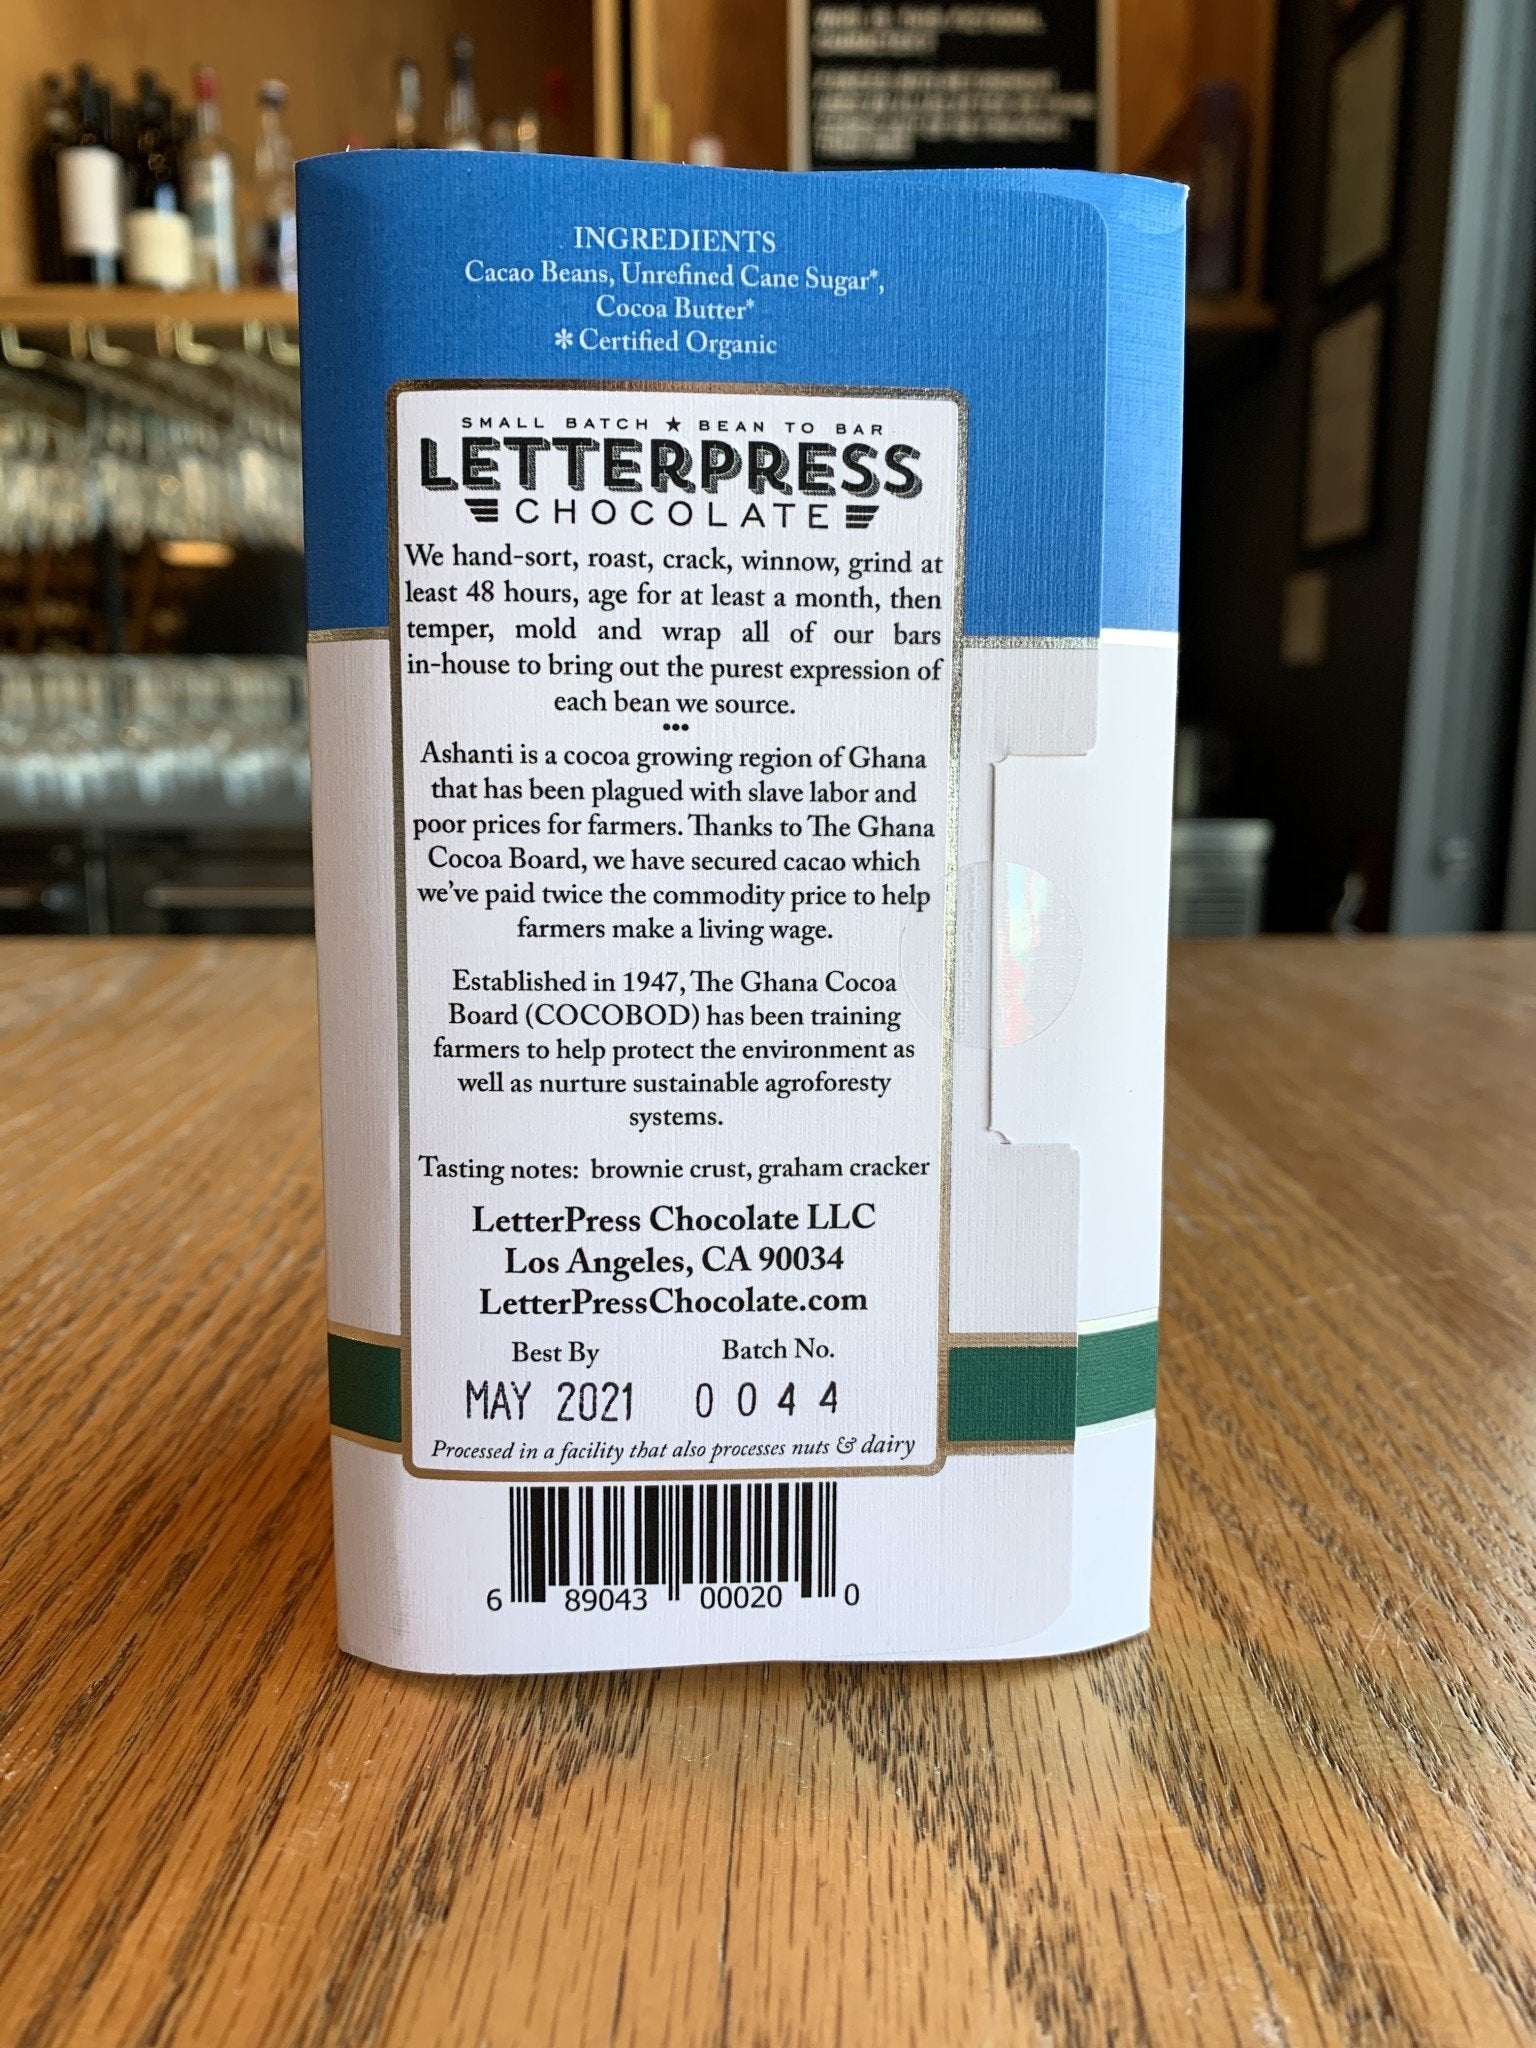 INGREDIENTS
Cacao Beans, Unrefined Cane Sugar*,
Cocoa Butter*
* Certified Organic
SMALL BATCH ★ BEAN TO BAR
LETTERPRESS
CHOCOLATE
We hand-sort, roast, crack, winnow, grind at
least 48 hours, age for at least a month, then
temper, mold and wrap all of our bars
in-house to bring out the purest expression of
each bean we source.
•••
Ashanti is a cocoa growing region of Ghana
that has been plagued with slave labor and
poor prices for farmers. Thanks to The Ghana
Cocoa Board, we have secured cacao which
we've paid twice the commodity price to help
farmers make a living wage.
Established in 1947, The Ghana Cocoa
Board (COCOBOD) has been training
farmers to help protect the environment as
well as nurture sustainable agroforesty
systems.
Tasting notes: brownie crust, graham cracker
LetterPress Chocolate LLC
Los Angeles, CA 90034
LetterPressChocolate.com
Best By Batch No.
MAY 2021 0 0 4 4
Processed in a facility that also processes nuts & dairy
6 89043 00020 0